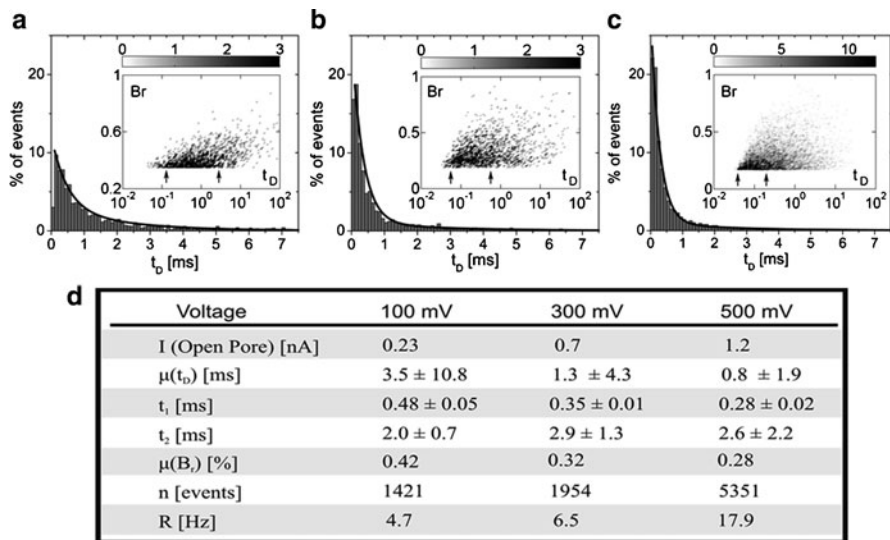 a
b
c
0 1 2 3
0 1 2 3
0 5 10
20
10
0
% of events
1
0.6
0.2
Br
t_D
10^-2 10^-1 10^0 10^1 10^2
0 1 2 3 4 5 6 7
t_D [ms]
20
10
0
% of events
1
0.5
0
Br
t_D
10^-2 10^-1 10^0 10^1 10^2
0 1 2 3 4 5 6 7
t_D [ms]
20
10
0
% of events
1
0.5
0
Br
t_D
10^-2 10^-1 10^0 10^1 10^2
0 1 2 3 4 5 6 7
t_D [ms]
d
Voltage 100 mV 300 mV 500 mV
I (Open Pore) [nA] 0.23 0.7 1.2
μ(t_D) [ms] 3.5 ± 10.8 1.3 ± 4.3 0.8 ± 1.9
t_1 [ms] 0.48 ± 0.05 0.35 ± 0.01 0.28 ± 0.02
t_2 [ms] 2.0 ± 0.7 2.9 ± 1.3 2.6 ± 2.2
μ(B_r) [%] 0.42 0.32 0.28
n [events] 1421 1954 5351
R [Hz] 4.7 6.5 17.9